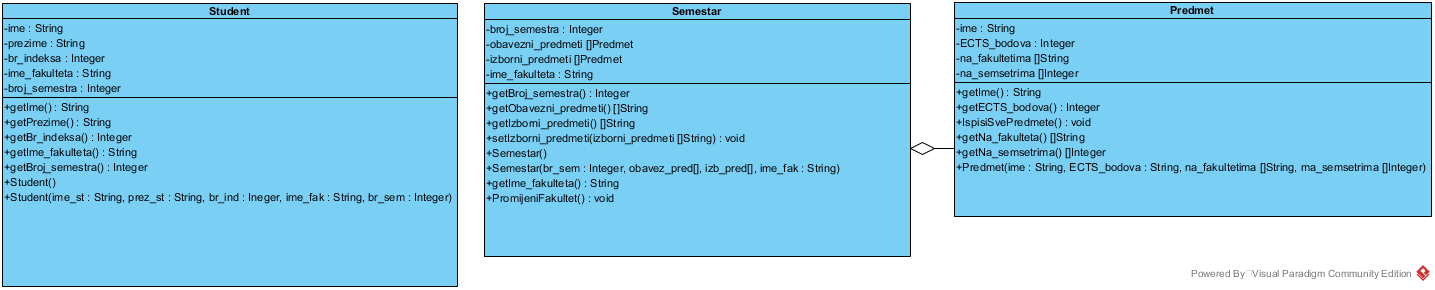 Student
-ime : String
-prezime : String
-br_indeksa : Integer
-ime_fakulteta : String
-broj_semestra : Integer
+getIme() : String
+getPrezime() : String
+getBr_indeksa() : Integer
+getIme_fakulteta() : String
+getBroj_semestra() : Integer
+Student()
+Student(ime_st : String, prez_st : String, br_ind : Ineger, ime_fak : String, br_sem : Integer)
Semestar
-broj_semestra : Integer
-obavezni_predmeti []Predmet
-izborni_predmeti []Predmet
-ime_fakulteta : String
+getBroj_semestra() : Integer
+getObavezni_predmeti() []String
+getIzborni_predmeti() []String
+setIzborni_predmeti(izborni_predmeti []String) : void
+Semestar()
+Semestar(br_sem : Integer, obavez_pred[], izb_pred[], ime_fak : String)
+getIme_fakulteta() : String
+PromijeniFakultet() : void
Predmet
-ime : String
-ECTS_bodova : Integer
-na_fakultetima []String
-na_semsetrima []Integer
+getIme() : String
+getECTS_bodova() : Integer
+IspisiSvePredmete() : void
+getNa_fakulteta() []String
+getNa_semsetrima() []Integer
+Predmet(ime : String, ECTS_bodova : String, na_fakultetima []String, ma_semsetrima []Integer)
Powered By Visual Paradigm Community Edition